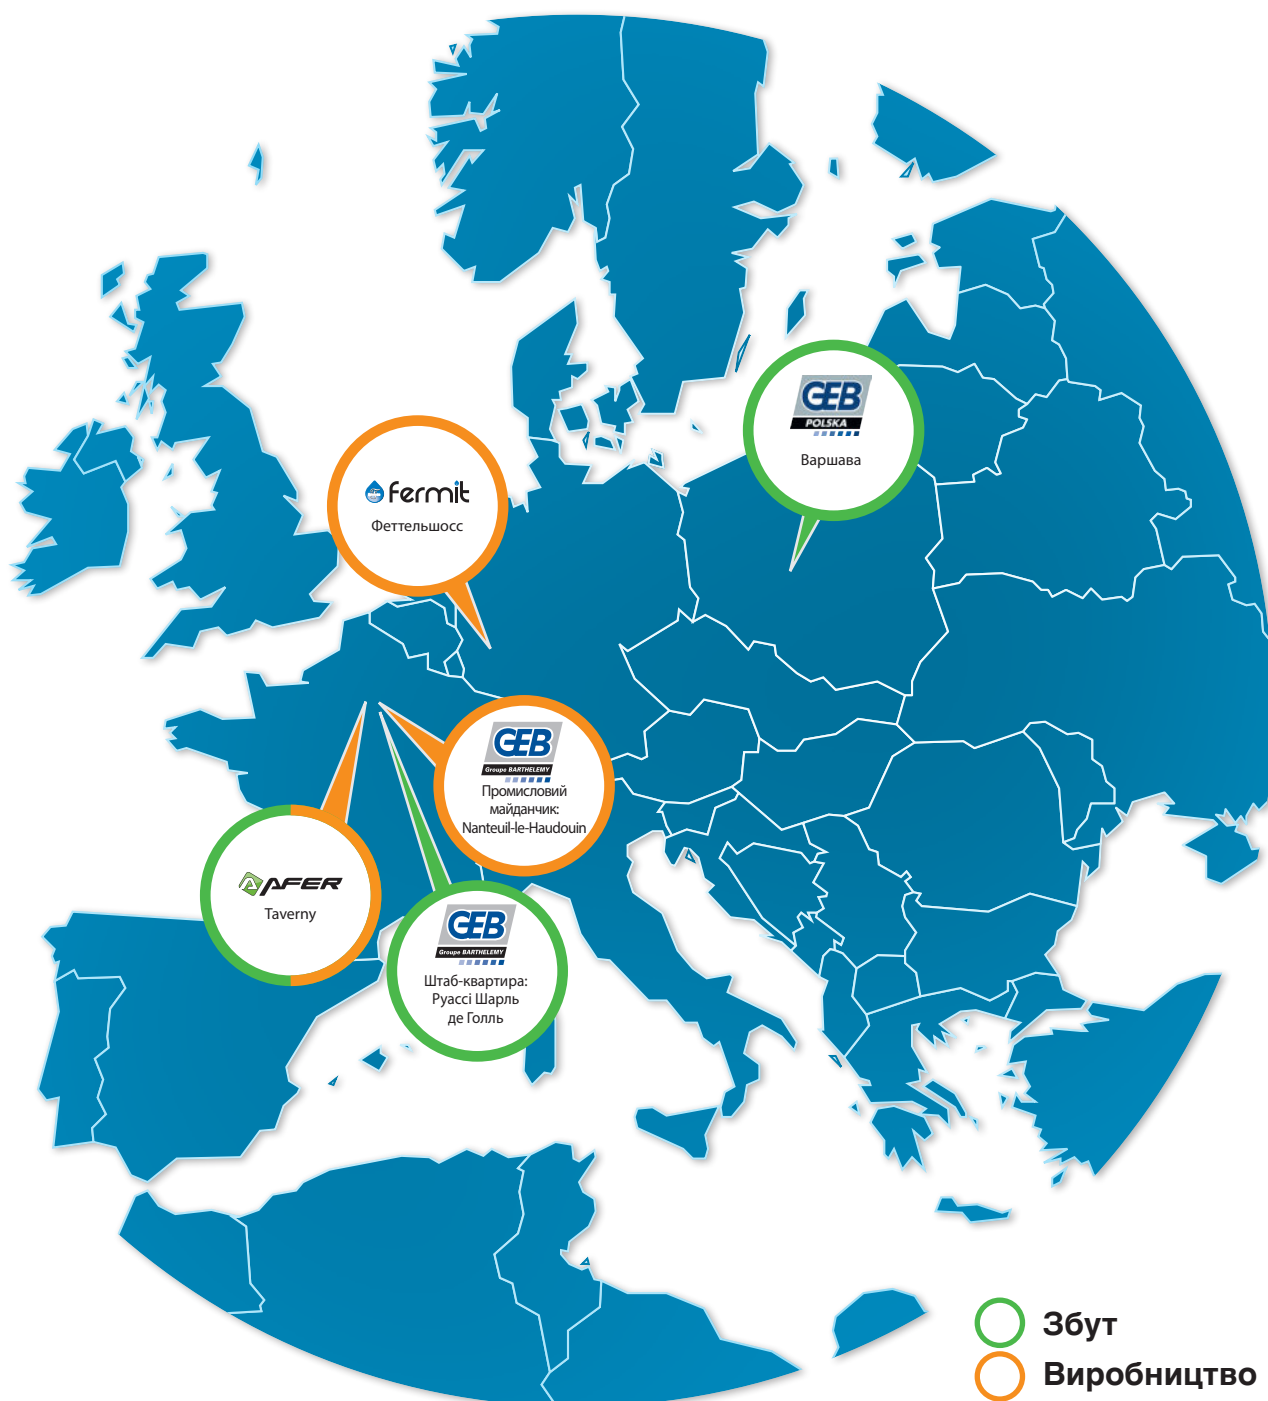 GEB
POLSKA
Варшава
fermit
Феттельшосс
GEB
Groupe BARTHELEMY
Промисловий
майданчик:
Nanteuil-le-Haudouin
AFER
Taverny
GEB
Groupe BARTHELEMY
Штаб-квартира:
Руассі Шарль
де Голль
Збут
Виробництво